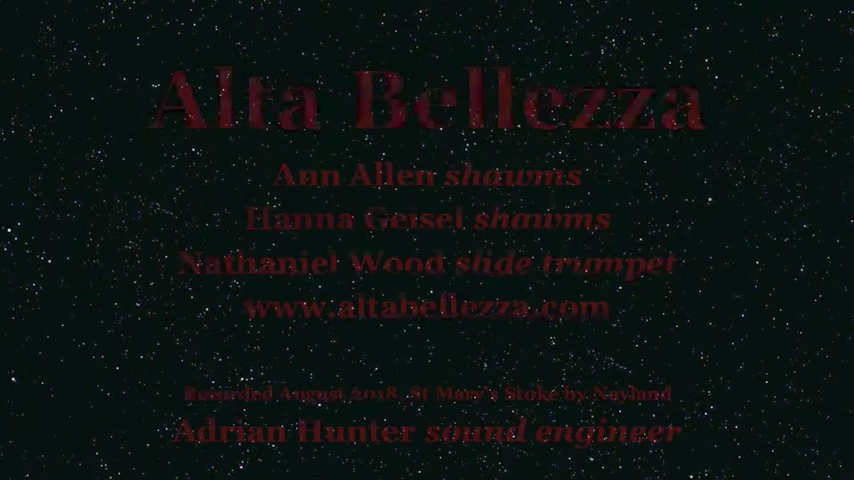 Alta Bellezza
Ann Allen shawms
Hanna Geisel shawms
Nathaniel Wood slide trumpet
www.altabellezza.com
Recorded August 2018, St Mary's Stoke by Nayland
Adrian Hunter sound engineer